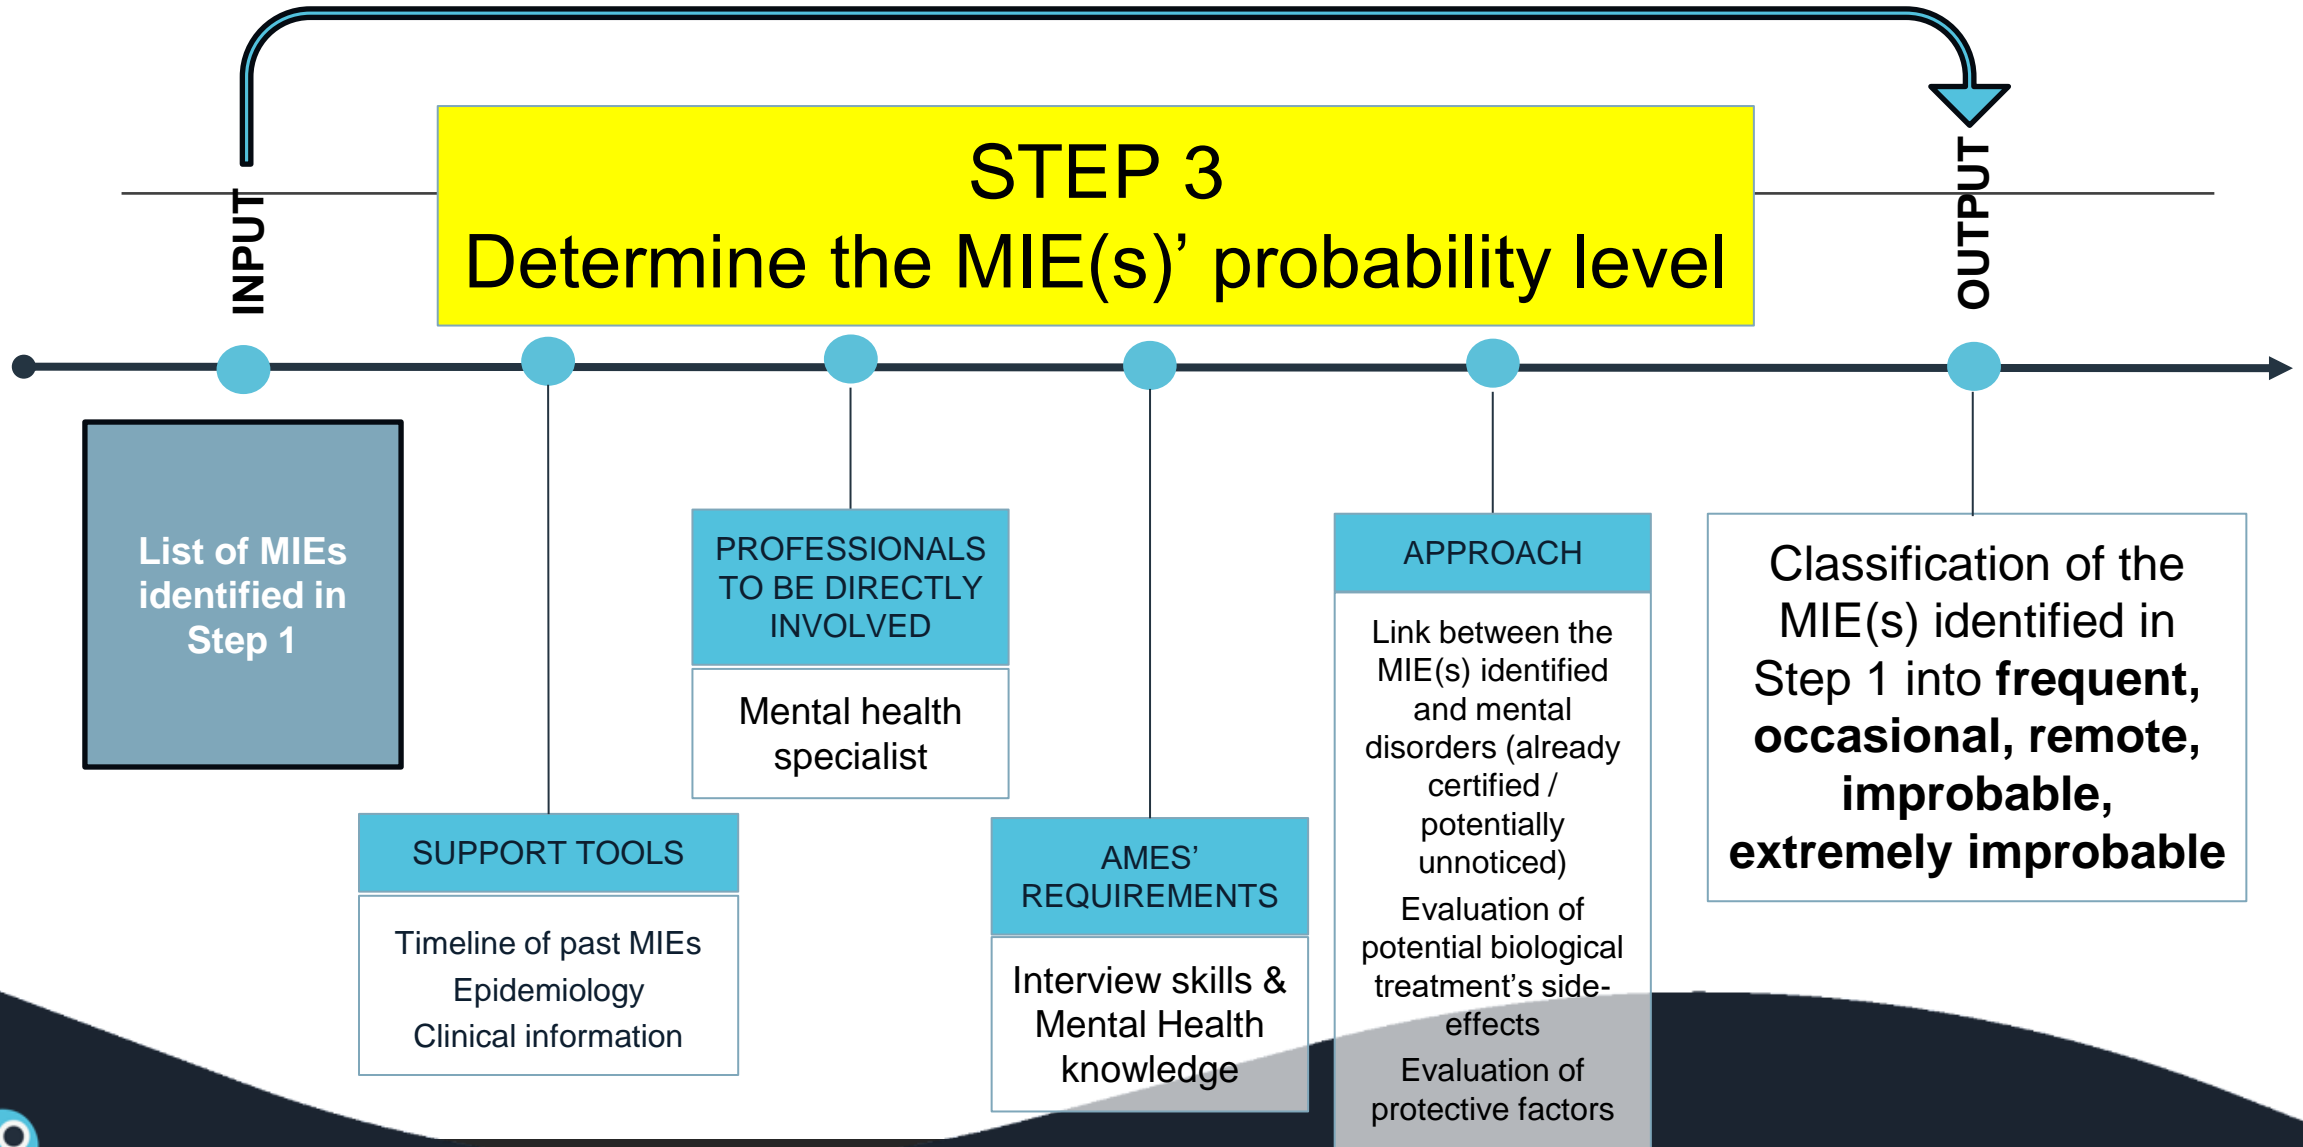 STEP 3
Determine the MIE(s)’ probability level
INPUT
OUTPUT
List of MIEs
identified in
Step 1
SUPPORT TOOLS
Timeline of past MIEs
Epidemiology
Clinical information
PROFESSIONALS
TO BE DIRECTLY
INVOLVED
Mental health
specialist
AMES’
REQUIREMENTS
Interview skills &
Mental Health
knowledge
APPROACH
Link between the
MIE(s) identified
and mental
disorders (already
certified /
potentially
unnoticed)
Evaluation of
potential biological
treatment’s side-
effects
Evaluation of
protective factors
Classification of the
MIE(s) identified in
Step 1 into frequent,
occasional, remote,
improbable,
extremely improbable